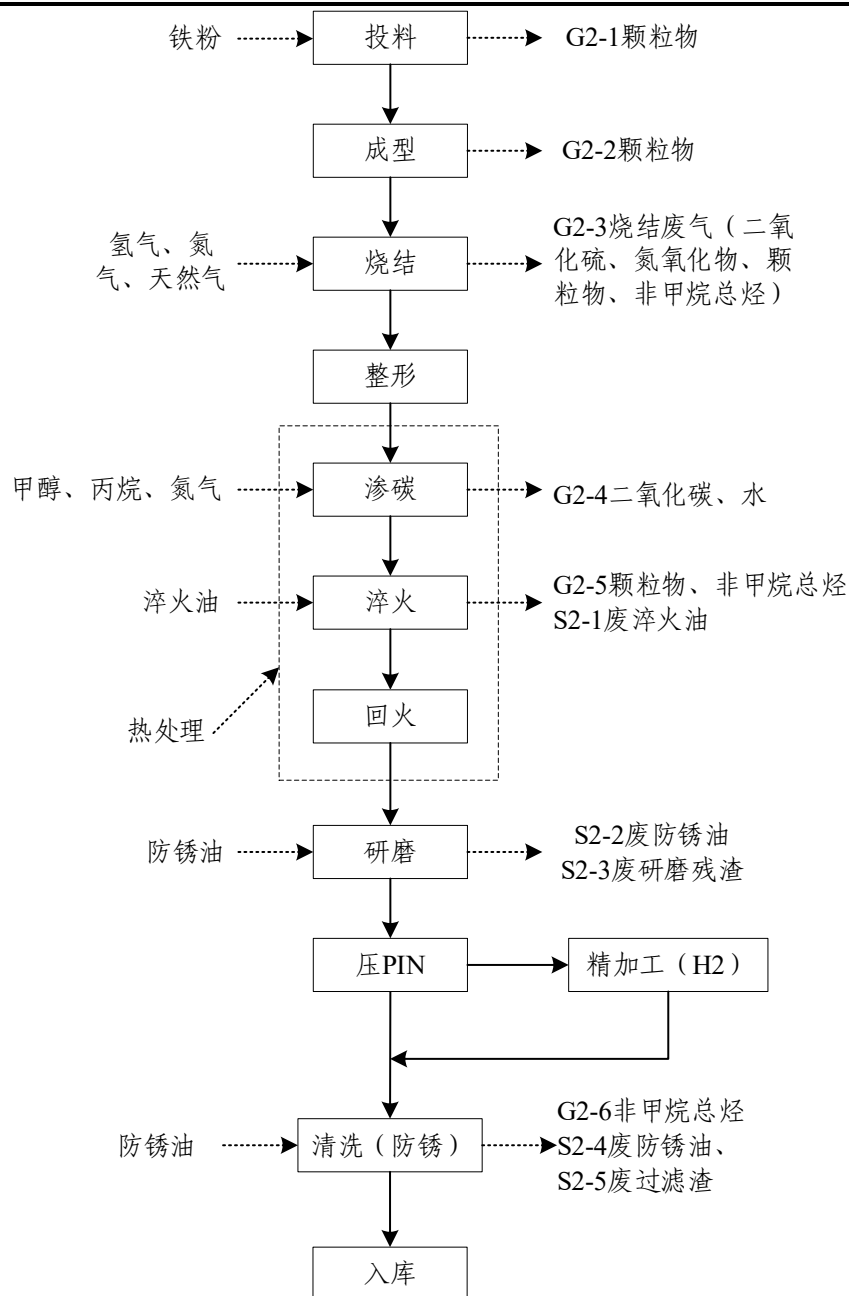 铁粉
投料
G2-1颗粒物
成型
G2-2颗粒物
氢气、氮
气、天然气
烧结
G2-3烧结废气（二氧
化硫、氮氧化物、颗
粒物、非甲烷总烃）
整形
甲醇、丙烷、氮气
渗碳
G2-4二氧化碳、水
淬火油
淬火
G2-5颗粒物、非甲烷总烃
S2-1废淬火油
回火
热处理
防锈油
研磨
S2-2废防锈油
S2-3废研磨残渣
压PIN
精加工（H2）
防锈油
清洗（防锈）
G2-6非甲烷总烃
S2-4废防锈油、
S2-5废过滤渣
入库